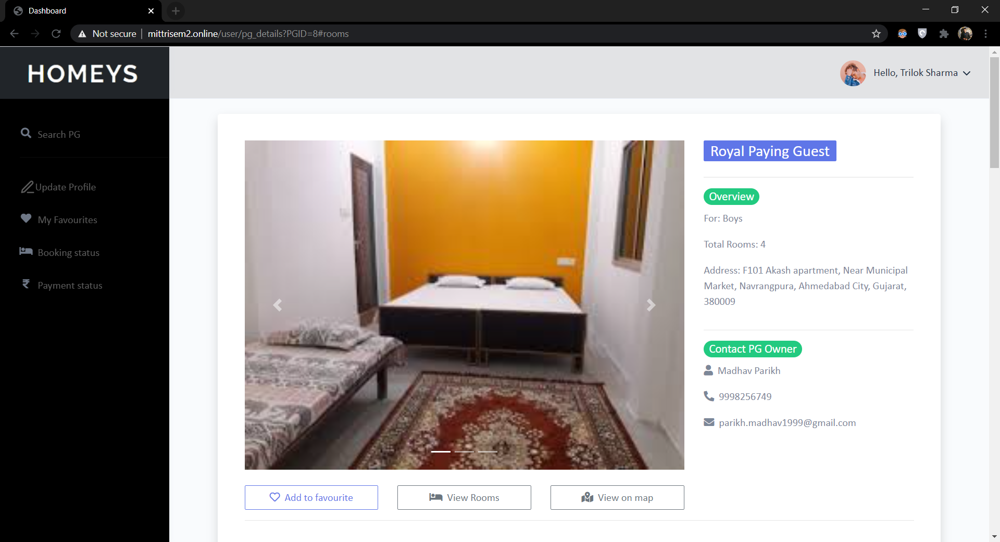 Dashboard
Not secure | mittrisem2.online/user/pg_details?PGID=8#rooms
HOMEYS
Hello, Trilok Sharma
Search PG
Update Profile
My Favourites
Booking status
Payment status
Royal Paying Guest
Overview
For: Boys
Total Rooms: 4
Address: F101 Akash apartment, Near Municipal
Market, Navrangpura, Ahmedabad City, Gujarat,
380009
Contact PG Owner
Madhav Parikh
9998256749
parikh.madhav1999@gmail.com
Add to favourite
View Rooms
View on map